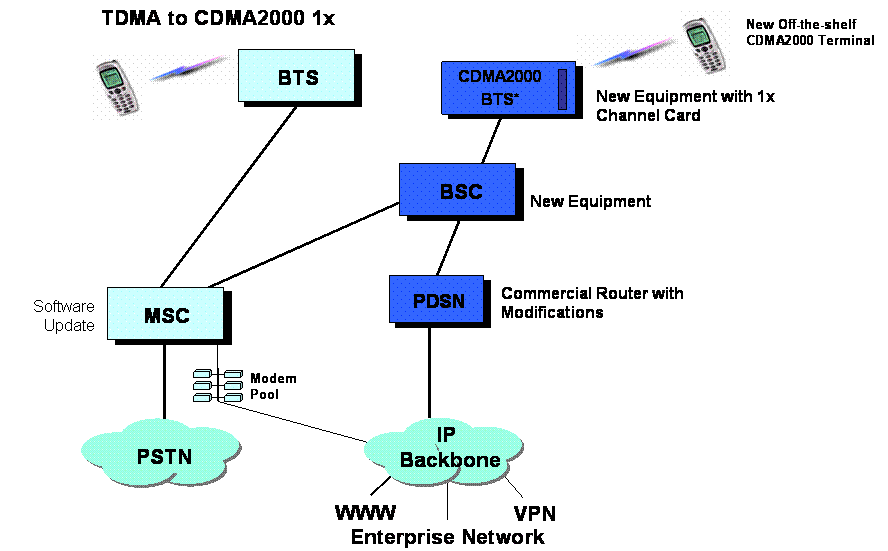 TDMA to CDMA2000 1x
New Off-the-shelf
CDMA2000 Terminal
BTS
CDMA2000
BTS*
New Equipment with 1x
Channel Card
BSC
New Equipment
Software
Update
MSC
PDSN
Commercial Router with
Modifications
Modem
Pool
PSTN
IP
Backbone
WWW
VPN
Enterprise Network